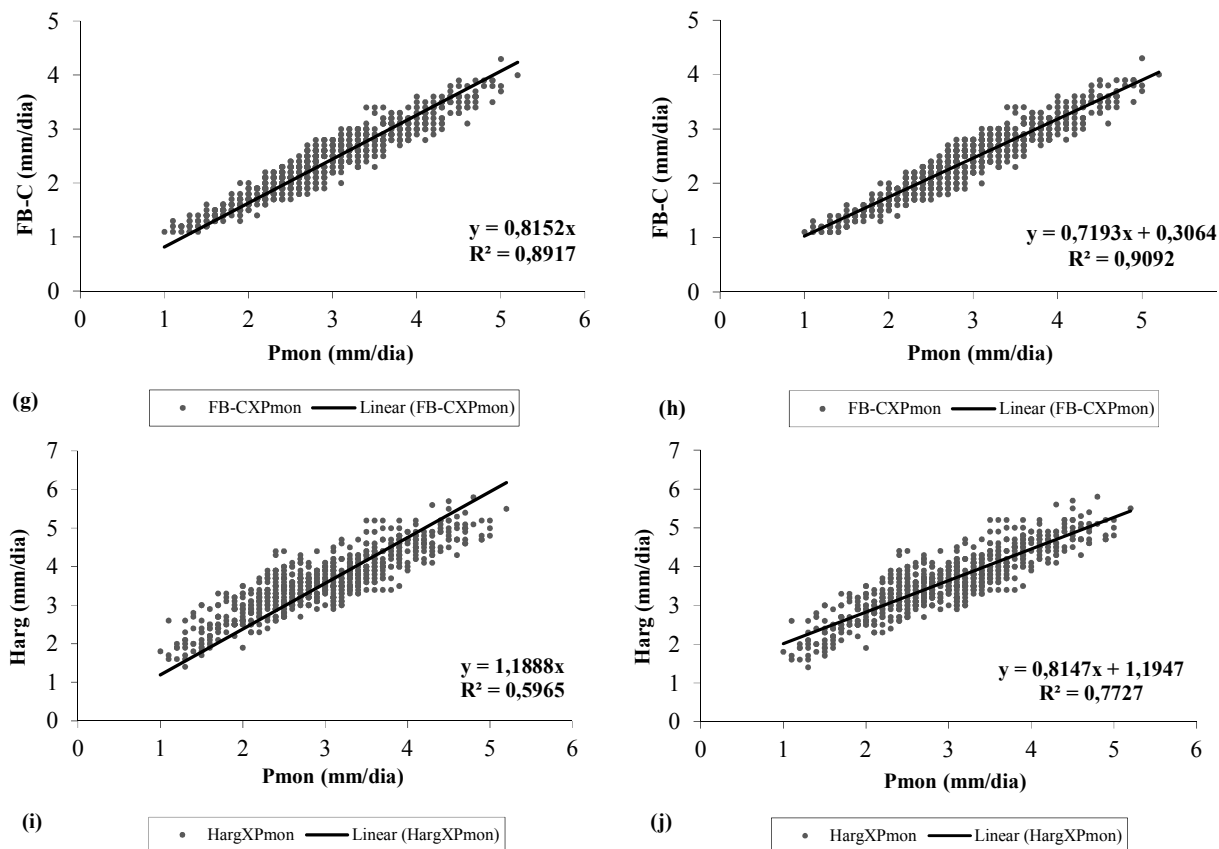 5
4
3
2
1
0
FB-C (mm/dia)
0 1 2 3 4 5 6
Pmon (mm/dia)
y = 0,8152x
R² = 0,8917
(g)
FB-CXPmon Linear (FB-CXPmon)
5
4
3
2
1
0
FB-C (mm/dia)
0 1 2 3 4 5
Pmon (mm/dia)
y = 0,7193x + 0,3064
R² = 0,9092
(h)
FB-CXPmon Linear (FB-CXPmon)
7
6
5
4
3
2
1
0
Harg (mm/dia)
0 1 2 3 4 5 6
Pmon (mm/dia)
y = 1,1888x
R² = 0,5965
(i)
HargXPmon Linear (HargXPmon)
7
6
5
4
3
2
1
0
Harg (mm/dia)
0 1 2 3 4 5 6
Pmon (mm/dia)
y = 0,8147x + 1,1947
R² = 0,7727
(j)
HargXPmon Linear (HargXPmon)